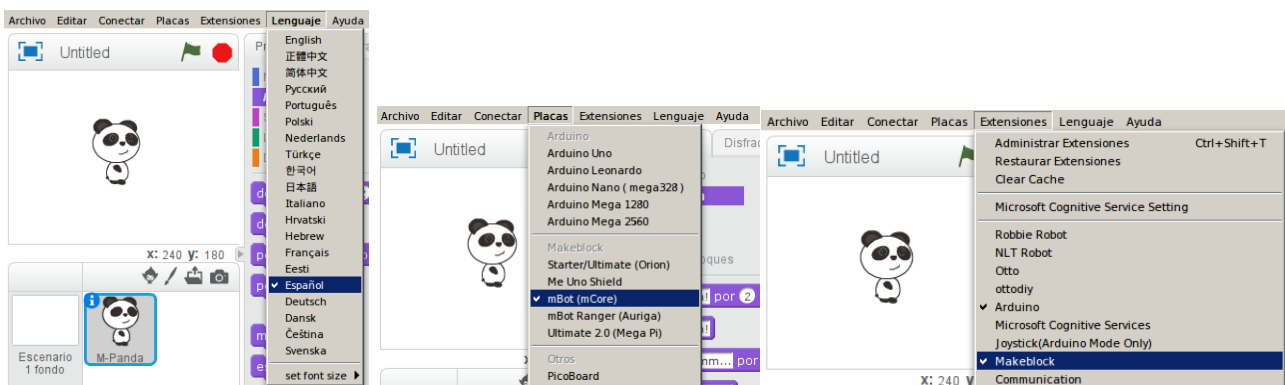 Archivo Editar Conectar Placas Extensiones Lenguaje Ayuda
Untitled
English
正體中文
简体中文
Русский
Português
Polski
Nederlands
Türkçe
한국어
日本語
Italiano
Hrvatski
Hebrew
Français
Eesti
Español
Deutsch
Dansk
Čeština
Svenska
set font size
x: 240 y: 180
Escenario
1 fondo
M-Panda
Archivo Editar Conectar Placas Extensiones Lenguaje Ayuda
Untitled
Arduino
Arduino Uno
Arduino Leonardo
Arduino Nano ( mega328 )
Arduino Mega 1280
Arduino Mega 2560
Makeblock
Starter/Ultimate (Orion)
Me Uno Shield
mBot (mCore)
mBot Ranger (Auriga)
Ultimate 2.0 (Mega Pi)
Otros
PicoBoard
por 2
por
Archivo Editar Conectar Placas Extensiones Lenguaje Ayuda
Untitled
Administrar Extensiones Ctrl+Shift+T
Restaurar Extensiones
Clear Cache
Microsoft Cognitive Service Setting
Robbie Robot
NLT Robot
Otto
ottodiy
Arduino
Microsoft Cognitive Services
Joystick(Arduino Mode Only)
Makeblock
Communication
x: 240 y